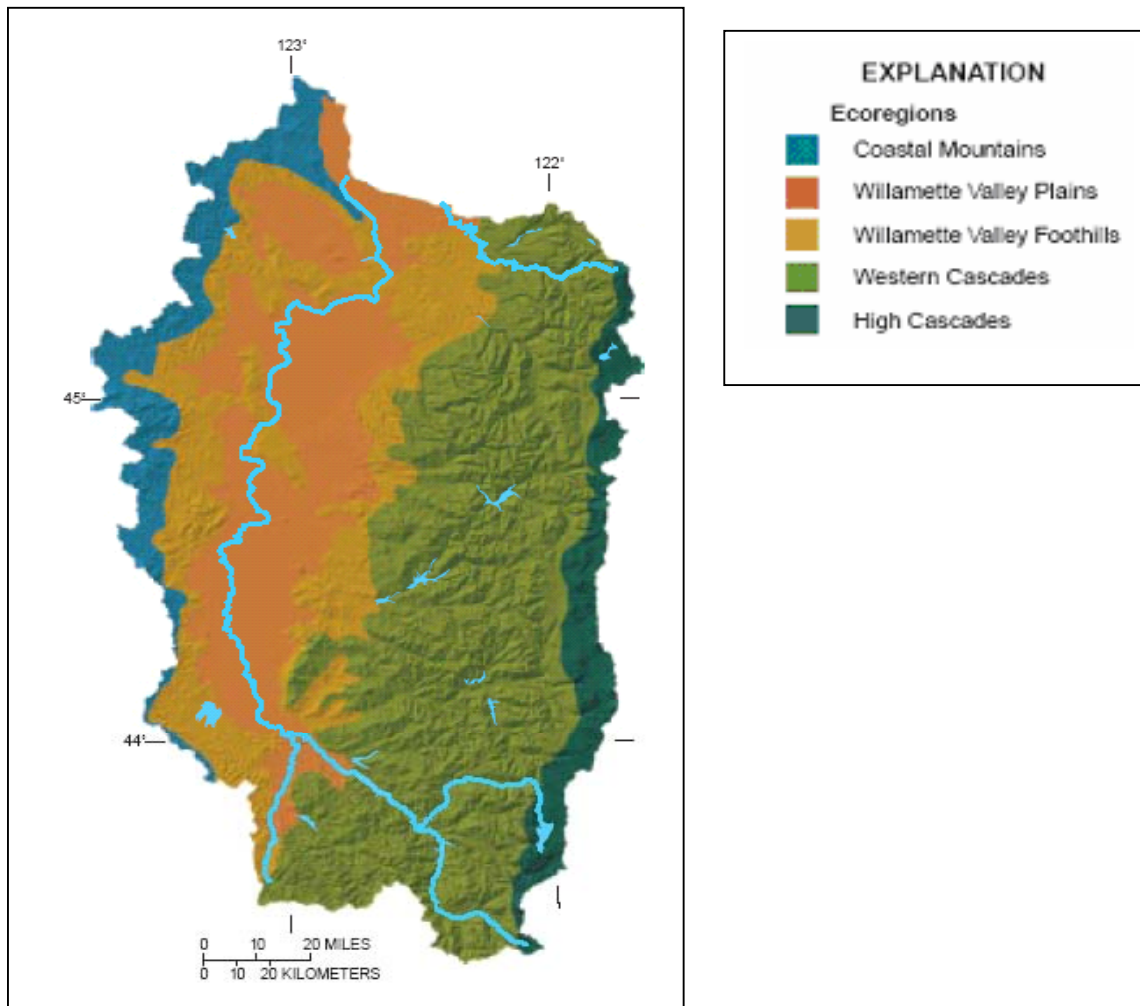 123°
122°
45°
44°
0 10 20 MILES
0 10 20 KILOMETERS
EXPLANATION
Ecoregions
Coastal Mountains
Willamette Valley Plains
Willamette Valley Foothills
Western Cascades
High Cascades